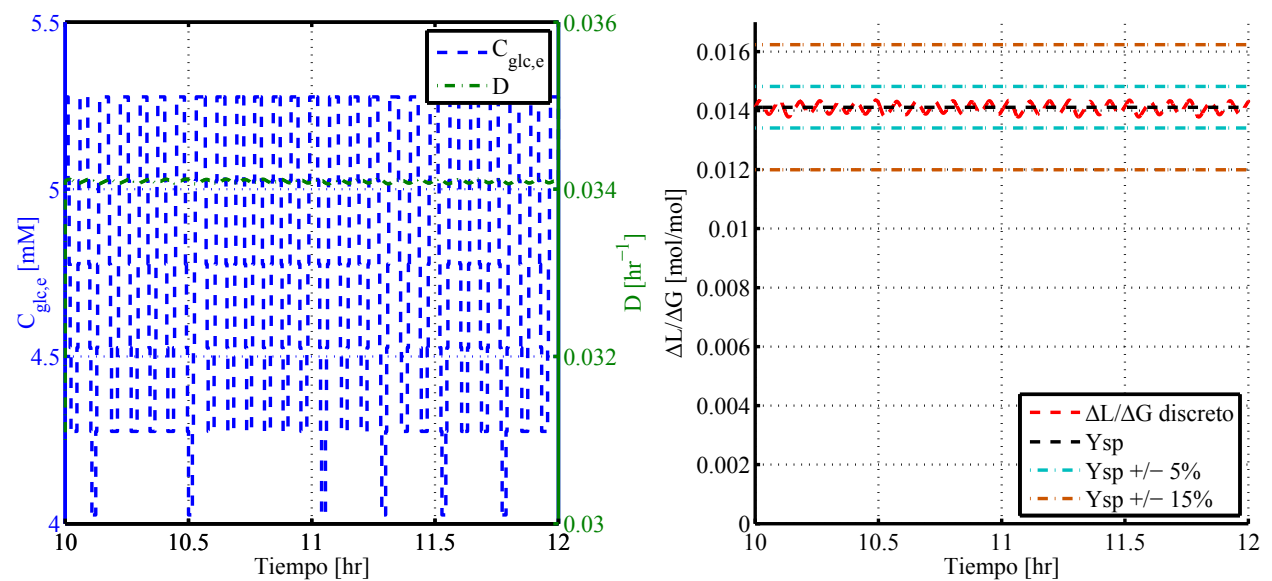 5.5
5
4.5
4
C_glc,e [mM]
10
10.5
11
11.5
12
Tiempo [hr]
0.036
0.034
0.032
0.03
D [hr⁻¹]
C_glc,e
D
0.016
0.014
0.012
0.01
0.008
0.006
0.004
0.002
0
ΔL/ΔG [mol/mol]
10
10.5
11
11.5
12
Tiempo [hr]
ΔL/ΔG discreto
Ysp
Ysp +/− 5%
Ysp +/− 15%